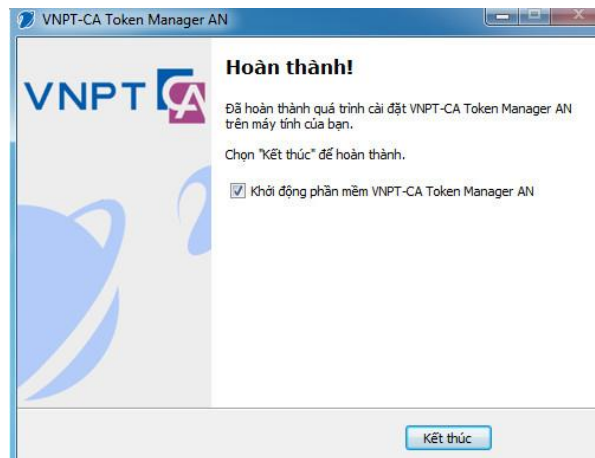 VNPT-CA Token Manager AN
VNPT CA
Hoàn thành!
Đã hoàn thành quá trình cài đặt VNPT-CA Token Manager AN
trên máy tính của bạn.
Chọn "Kết thúc" để hoàn thành.
Khởi động phần mềm VNPT-CA Token Manager AN
Kết thúc